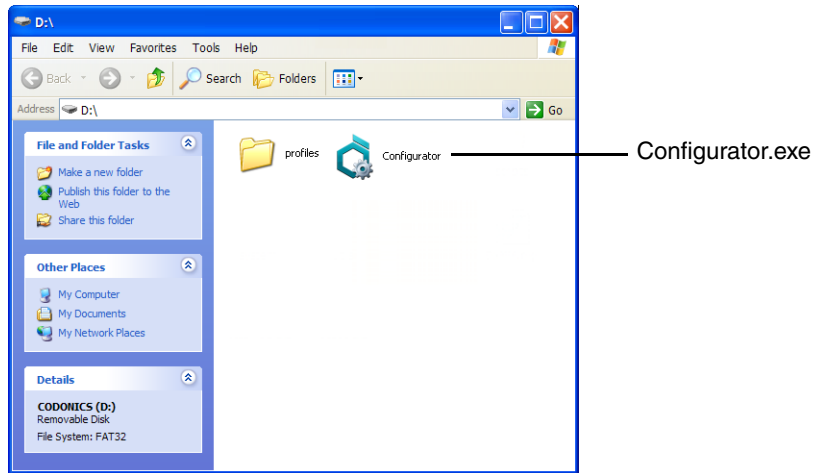 D:\
File Edit View Favorites Tools Help
Back Search Folders
Address D:\ Go
File and Folder Tasks
Make a new folder
Publish this folder to the
Web
Share this folder
Other Places
My Computer
My Documents
My Network Places
Details
CODONICS (D:)
Removable Disk
File System: FAT32
profiles
Configurator
Configurator.exe